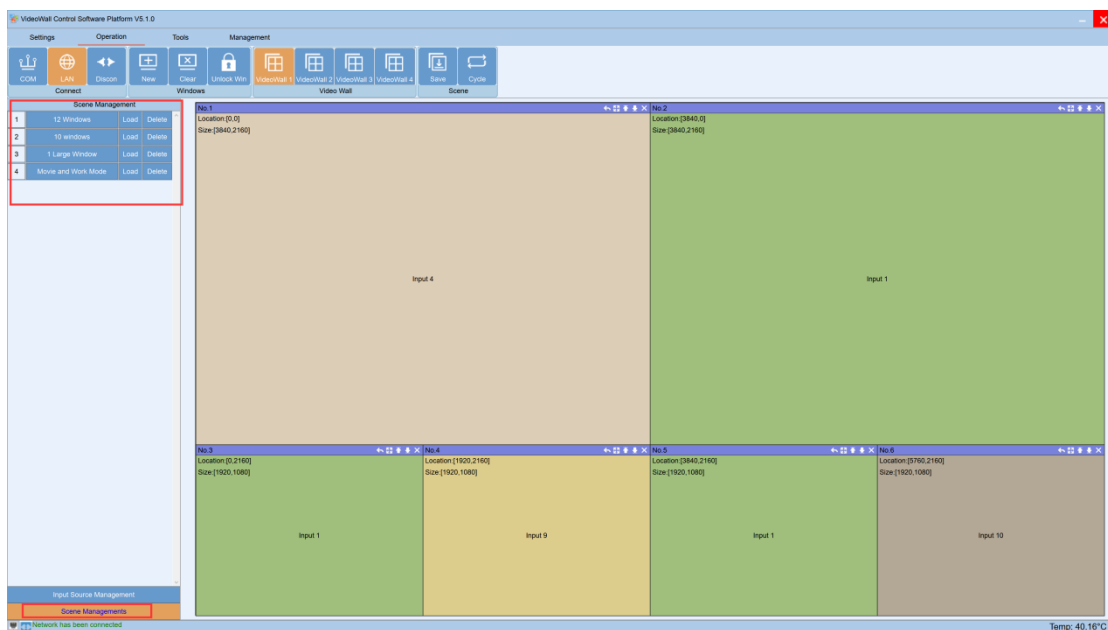 VideoWall Control Software Platform V5.1.0
Settings Operation Tools Management
COM LAN Discon New Clear Unlock Win VideoWall 1 VideoWall 2 VideoWall 3 VideoWall 4 Save Cycle
Connect Windows Video Wall Scene
Scene Management
1 12 Windows Load Delete
2 10 windows Load Delete
3 1 Large Window Load Delete
4 Movie and Work Mode Load Delete
No.1
Location:[0,0]
Size:[3840,2160]
Input 4
No.2
Location:[3840,0]
Size:[3840,2160]
Input 1
No.3
Location:[0,2160]
Size:[1920,1080]
Input 1
No.4
Location:[1920,2160]
Size:[1920,1080]
Input 9
No.5
Location:[3840,2160]
Size:[1920,1080]
Input 1
No.6
Location:[5760,2160]
Size:[1920,1080]
Input 10
Input Source Management
Scene Managements
Network has been connected
Temp: 40.16°C